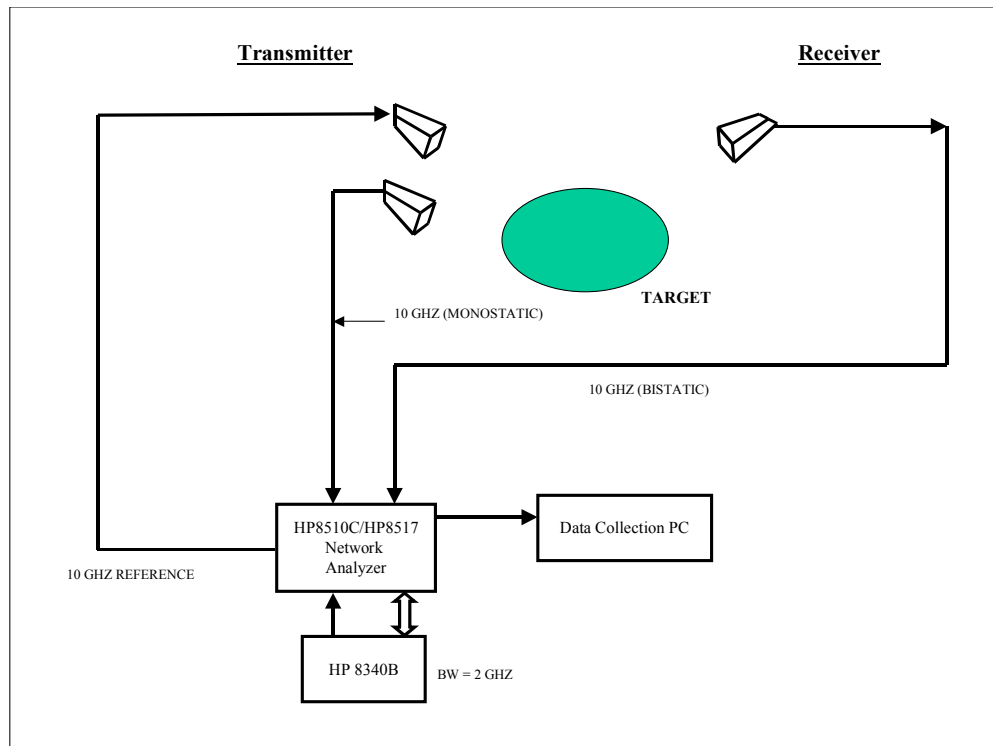 Transmitter
Receiver
TARGET
10 GHZ (MONOSTATIC)
10 GHZ (BISTATIC)
HP8510C/HP8517
Network
Analyzer
Data Collection PC
10 GHZ REFERENCE
HP 8340B
BW = 2 GHZ